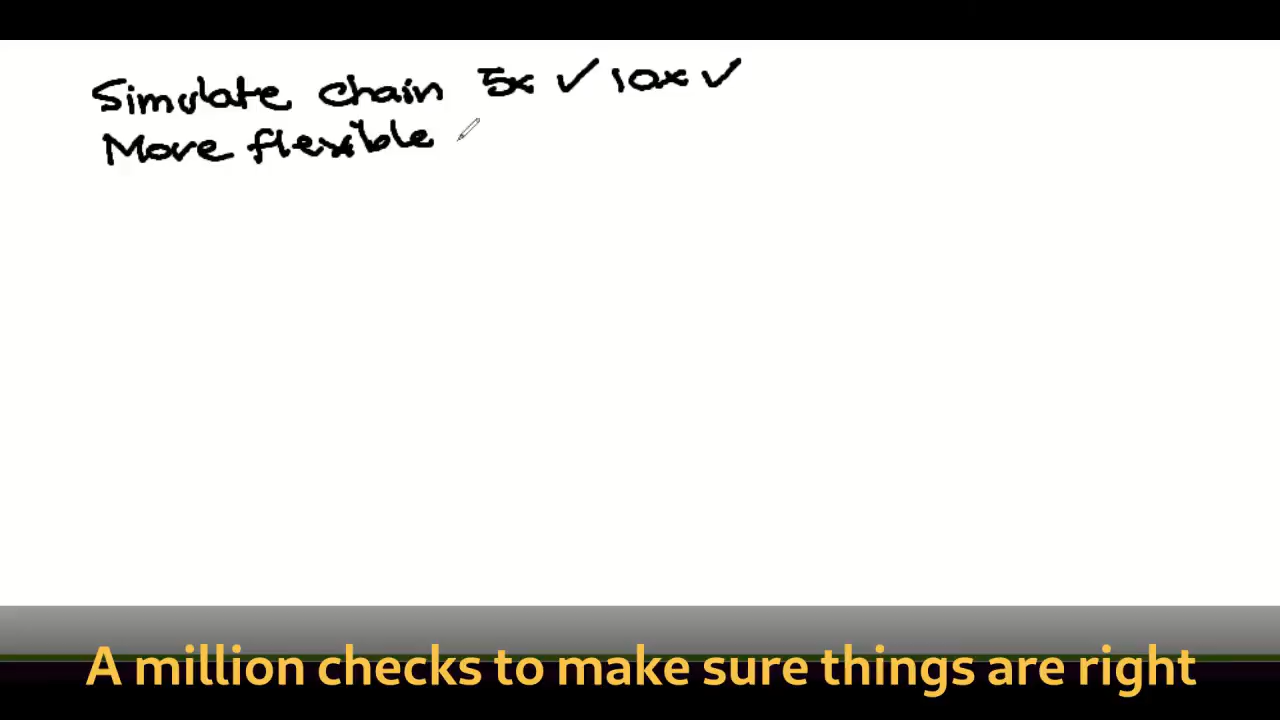 Simulate chain 5x ✓ 10x ✓
More flexible
A million checks to make sure things are right